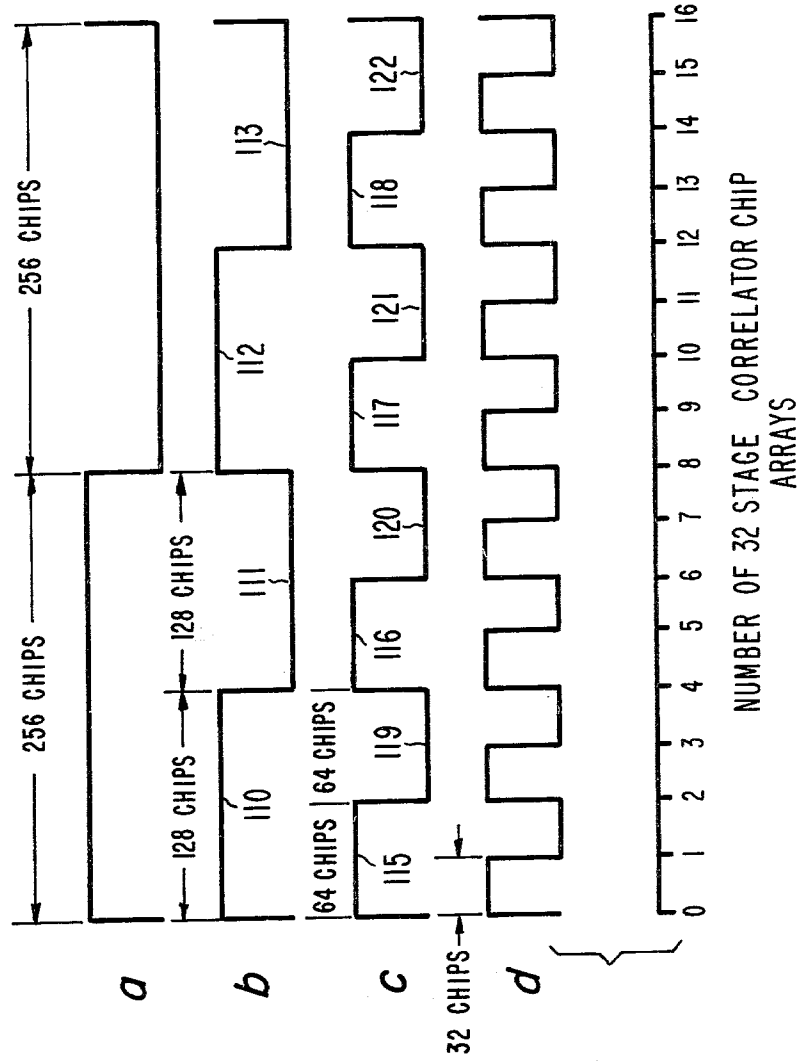 256 CHIPS 256 CHIPS
a
128 CHIPS 128 CHIPS
b
110 111 112 113
64 CHIPS 64 CHIPS
c
115 119 116 120 117 121 118 122
32 CHIPS
d
0 1 2 3 4 5 6 7 8 9 10 11 12 13 14 15 16
NUMBER OF 32 STAGE CORRELATOR CHIP
ARRAYS